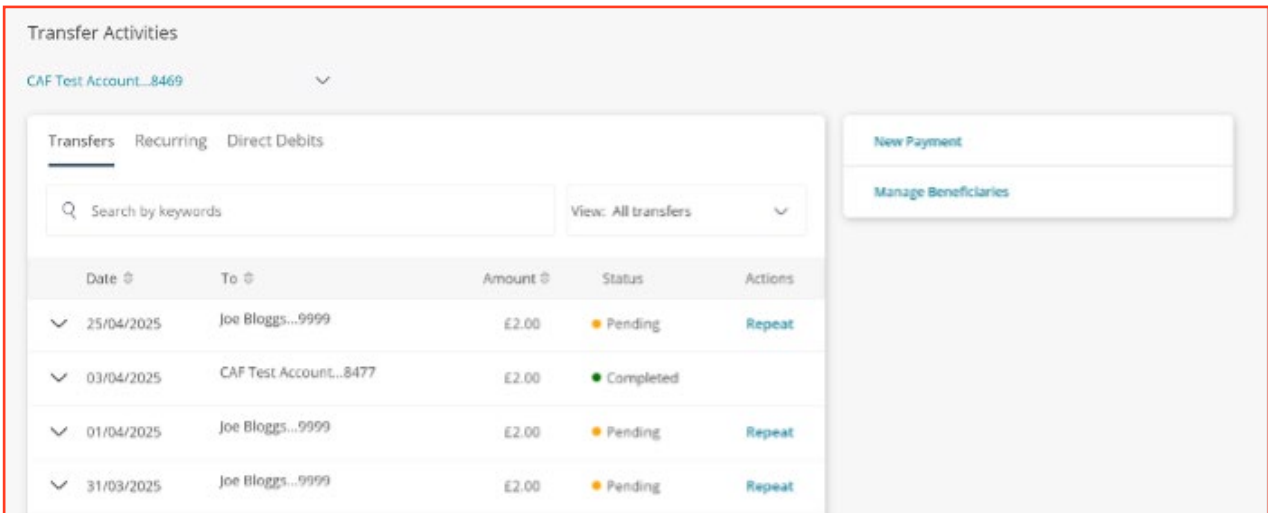 Transfer Activities
CAF Test Account...8469
Transfers Recurring Direct Debits
Search by keywords View: All transfers
Date To Amount Status Actions
25/04/2025 Joe Bloggs...9999 £2.00 Pending Repeat
03/04/2025 CAF Test Account...8477 £2.00 Completed
01/04/2025 Joe Bloggs...9999 £2.00 Pending Repeat
31/03/2025 Joe Bloggs...9999 £2.00 Pending Repeat
New Payment
Manage Beneficiaries